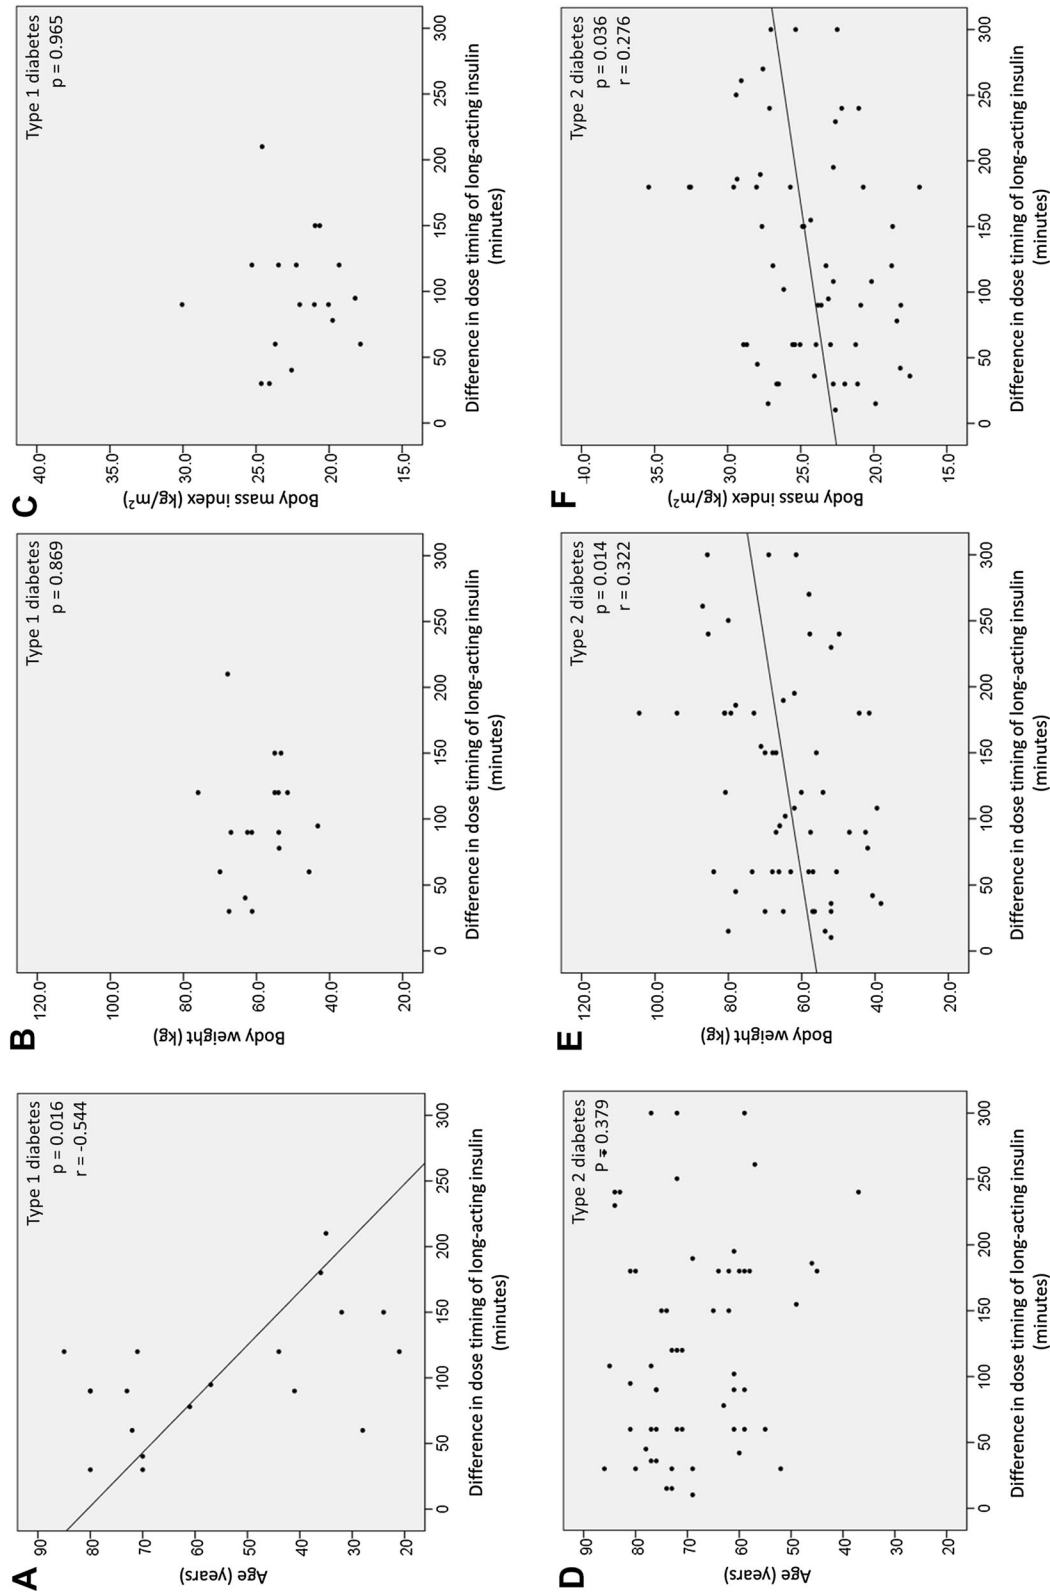 A
Type 1 diabetes
p = 0.016
r = -0.544
Age (years)
90
80
70
60
50
40
30
20
0 50 100 150 200 250 300
Difference in dose timing of long-acting insulin
(minutes)
B
Type 1 diabetes
p = 0.869
Body weight (kg)
120.0
100.0
80.0
60.0
40.0
20.0
0 50 100 150 200 250 300
Difference in dose timing of long-acting insulin
(minutes)
C
Type 1 diabetes
p = 0.965
Body mass index (kg/m²)
40.0
35.0
30.0
25.0
20.0
15.0
0 50 100 150 200 250 300
Difference in dose timing of long-acting insulin
(minutes)
D
Type 2 diabetes
P = 0.379
Age (years)
90
80
70
60
50
40
30
20
0 50 100 150 200 250 300
Difference in dose timing of long-acting insulin
(minutes)
E
Type 2 diabetes
p = 0.014
r = 0.322
Body weight (kg)
120.0
100.0
80.0
60.0
40.0
20.0
0 50 100 150 200 250 300
Difference in dose timing of long-acting insulin
(minutes)
F
Type 2 diabetes
p = 0.036
r = 0.276
Body mass index (kg/m²)
40.0
35.0
30.0
25.0
20.0
15.0
0 50 100 150 200 250 300
Difference in dose timing of long-acting insulin
(minutes)